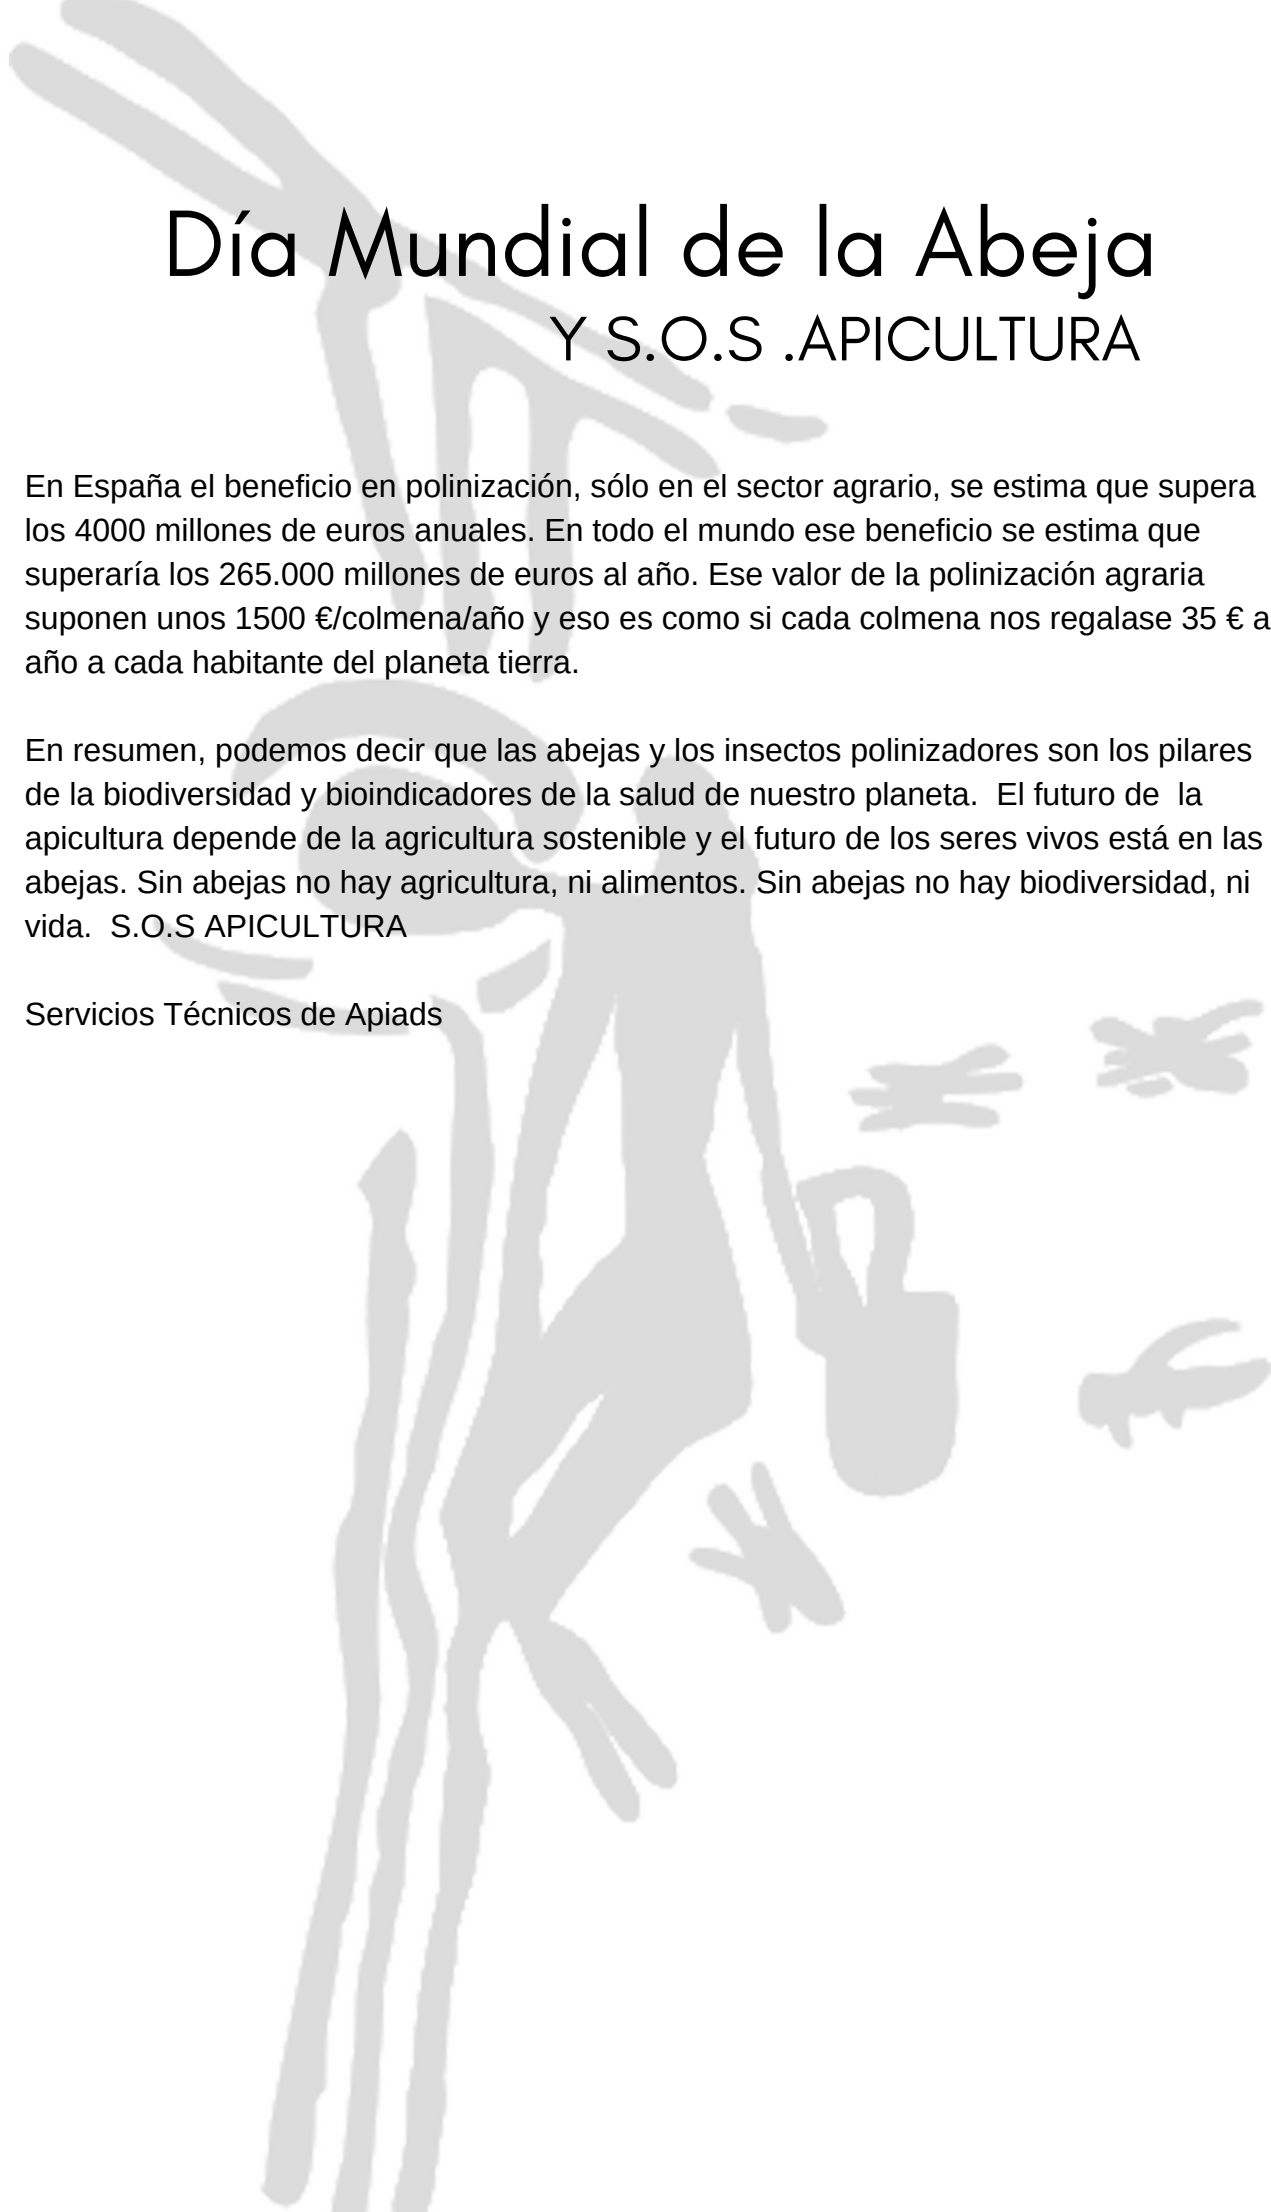 Día Mundial de la Abeja
Y S.O.S .APICULTURA
En España el beneficio en polinización, sólo en el sector agrario, se estima que supera
los 4000 millones de euros anuales. En todo el mundo ese beneficio se estima que
superaría los 265.000 millones de euros al año. Ese valor de la polinización agraria
suponen unos 1500 €/colmena/año y eso es como si cada colmena nos regalase 35 € a
año a cada habitante del planeta tierra.
En resumen, podemos decir que las abejas y los insectos polinizadores son los pilares
de la biodiversidad y bioindicadores de la salud de nuestro planeta.  El futuro de  la
apicultura depende de la agricultura sostenible y el futuro de los seres vivos está en las
abejas. Sin abejas no hay agricultura, ni alimentos. Sin abejas no hay biodiversidad, ni
vida.  S.O.S APICULTURA
Servicios Técnicos de Apiads